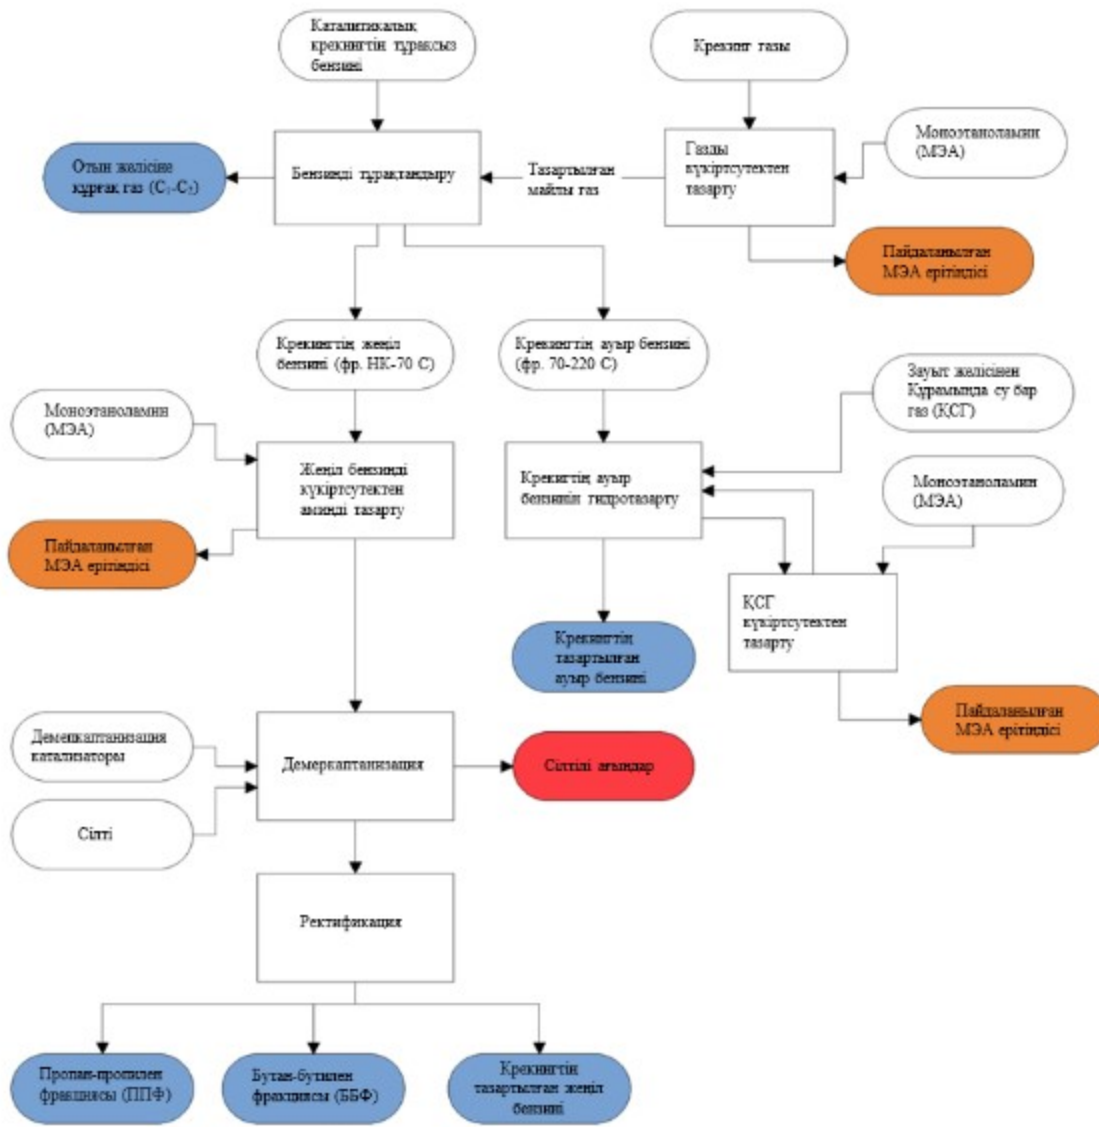 Каталитикалық
крекингтің тұрақсыз
бензині
Крекинг газы
Моноэтаноламин
(МЭА)
Отын желісіне
құрғақ газ (C₁-C₂)
Бензинді тұрақтандыру
Тазартылған
майлы газ
Газды
күкіртсутектен
тазарту
Пайдаланылған
МЭА ерітіндісі
Крекингтің жеңіл
бензині (фр. НК-70 С)
Крекингтің ауыр бензині
(фр. 70-220 С)
Зауыт желісінен
Құрамында су бар
газ (ҚСГ)
Моноэтаноламин
(МЭА)
Жеңіл бензинді
күкіртсутектен
аминді тазарту
Крекигтің ауыр
бензинін гидротазарту
Моноэтаноламин
(МЭА)
Пайдаланылған
МЭА ерітіндісі
ҚСГ
күкіртсутектен
тазарту
Крекингтің
тазартылған
ауыр бензині
Пайдаланылған
МЭА ерітіндісі
Демеркаптанизация
катализаторы
Демеркаптанизация
Сілтілі ағындар
Сілті
Ректификация
Пропан-пропилен
фракциясы (ППФ)
Бутан-бутилен
фракциясы (ББФ)
Крекингтің
тазартылған жеңіл
бензині